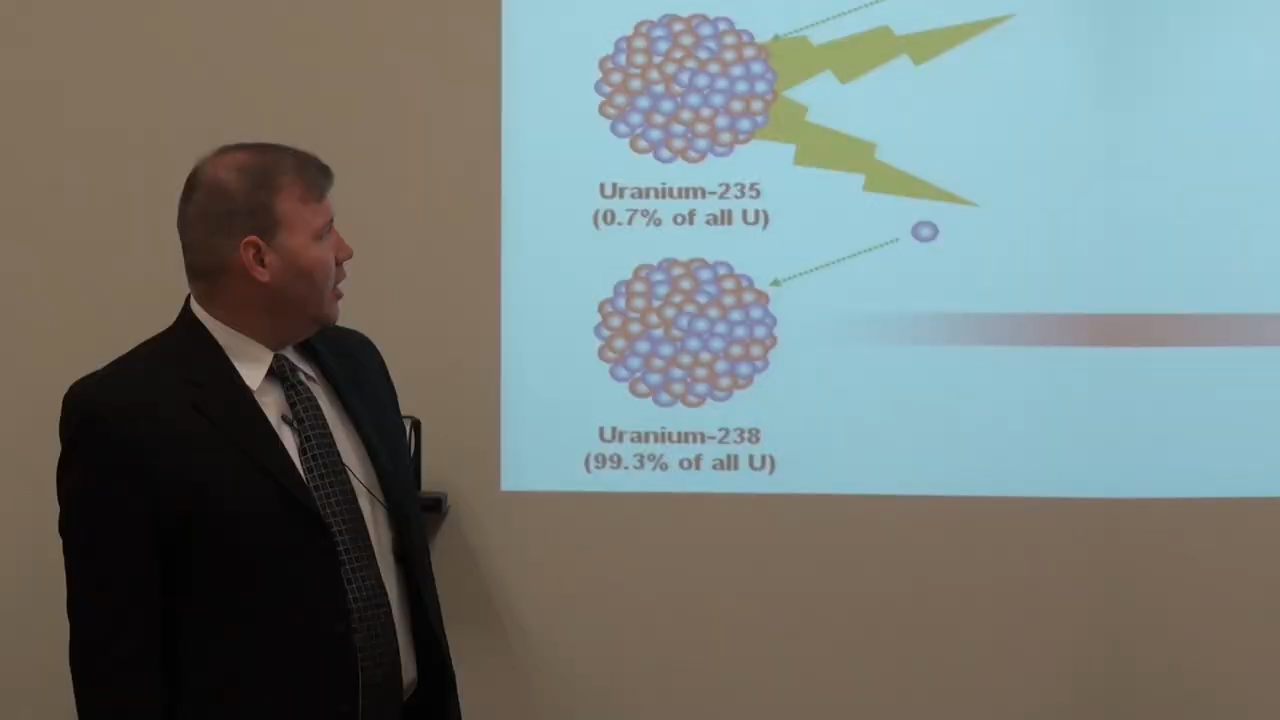 Uranium-235
(0.7% of all U)
Uranium-238
(99.3% of all U)